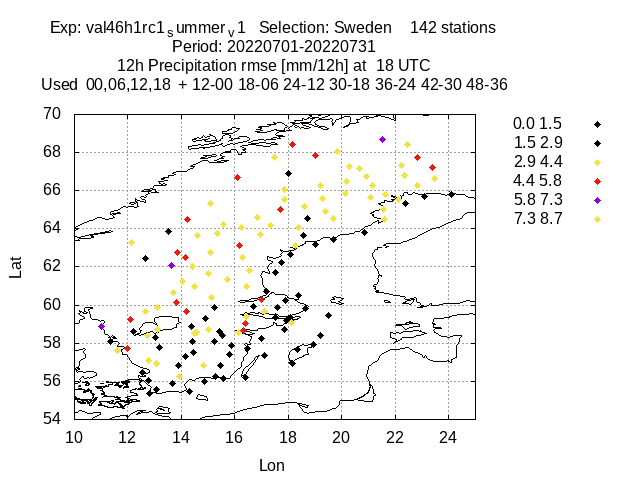 Exp: val46h1rc1summerv1 Selection: Sweden 142 stations
Period: 20220701-20220731
12h Precipitation rmse [mm/12h] at 18 UTC
Used 00,06,12,18 + 12-00 18-06 24-12 30-18 36-24 42-30 48-36
70
68
66
64
62
60
58
56
54
Lat
10 12 14 16 18 20 22 24
Lon
0.0 1.5
1.5 2.9
2.9 4.4
4.4 5.8
5.8 7.3
7.3 8.7